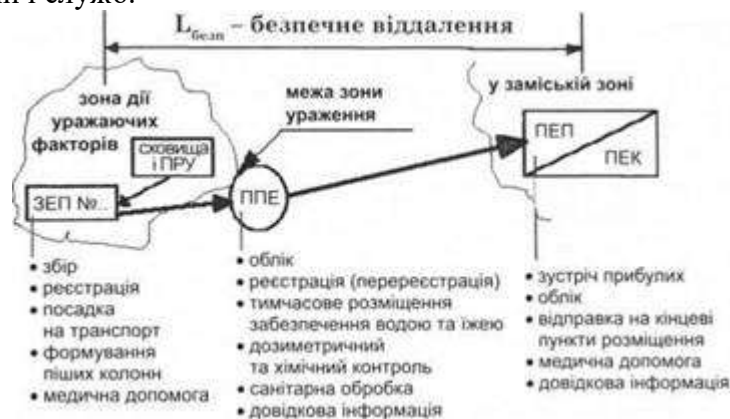 L безп – безпечне віддалення
зона дії
уражаючих
факторів
межа зони
ураження
у заміській зоні
сховища
і ПРУ
ЗЕП №..
ППЕ
ПЕП
ПЕК
• збір
• реєстрація
• посадка
на транспорт
• формування
піших колонн
• медична допомога
• облік
• реєстрація (перереєстрація)
• тимчасове розміщення
забезпечення водою та їжею
• дозиметричний
та хімічний контроль
• санітарна обробка
• довідкова інформація
• зустріч прибулих
• облік
• відправка на кінцеві
пункти розміщення
• медична допомога
• довідкова інформація